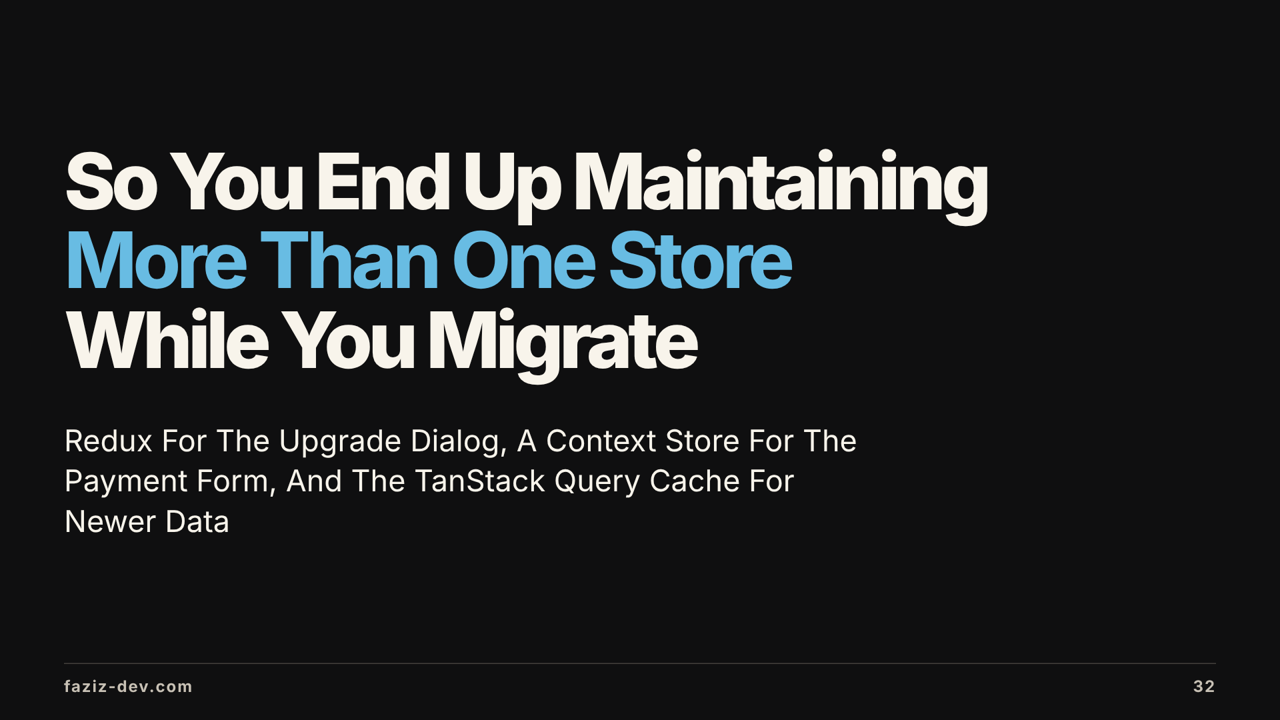 So You End Up Maintaining
More Than One Store
While You Migrate
Redux For The Upgrade Dialog, A Context Store For The
Payment Form, And The TanStack Query Cache For
Newer Data
faziz-dev.com
32